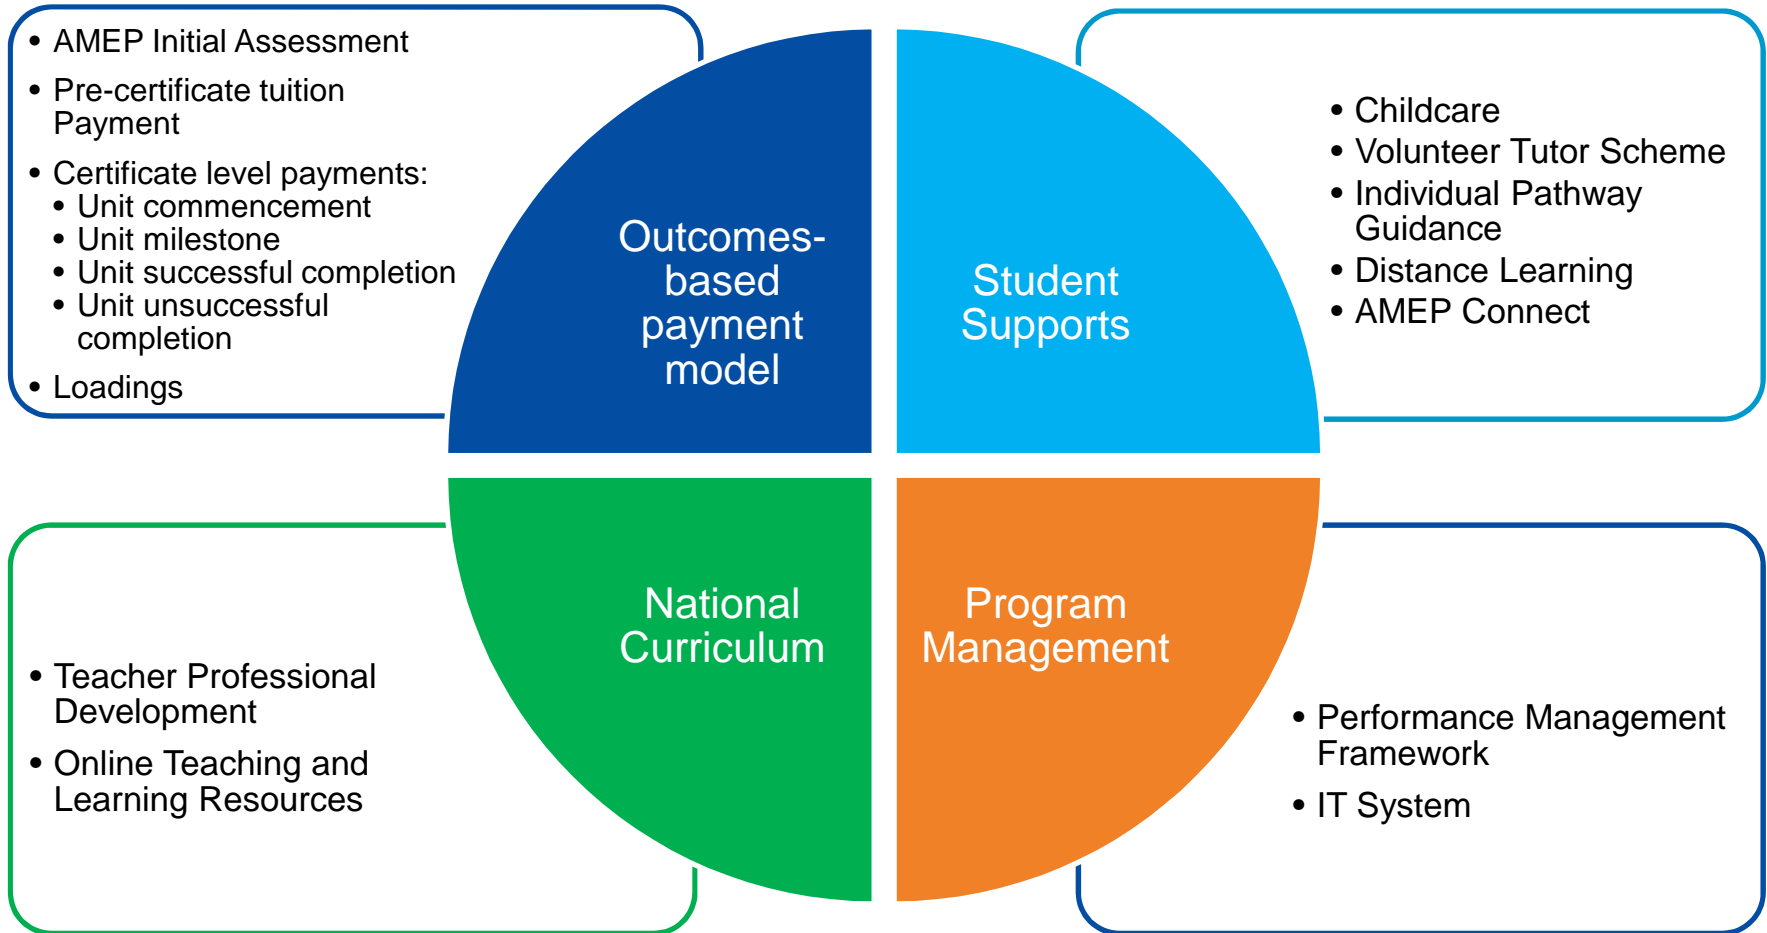 • AMEP Initial Assessment
• Pre-certificate tuition
Payment
• Certificate level payments:
• Unit commencement
• Unit milestone
• Unit successful completion
• Unit unsuccessful
completion
• Loadings
Outcomes-
based
payment
model
Student
Supports
• Childcare
• Volunteer Tutor Scheme
• Individual Pathway
Guidance
• Distance Learning
• AMEP Connect
• Teacher Professional
Development
• Online Teaching and
Learning Resources
National
Curriculum
Program
Management
• Performance Management
Framework
• IT System